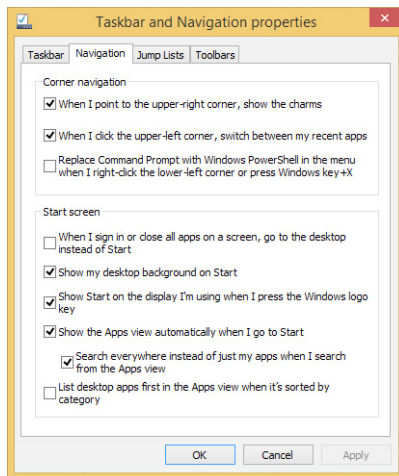 Taskbar and Navigation properties
Taskbar Navigation Jump Lists Toolbars
Corner navigation
When I point to the upper-right corner, show the charms
When I click the upper-left corner, switch between my recent apps
Replace Command Prompt with Windows PowerShell in the menu
when I right-click the lower-left corner or press Windows key+X
Start screen
When I sign in or close all apps on a screen, go to the desktop
instead of Start
Show my desktop background on Start
Show Start on the display I'm using when I press the Windows logo
key
Show the Apps view automatically when I go to Start
Search everywhere instead of just my apps when I search
from the Apps view
List desktop apps first in the Apps view when it's sorted by
category
OK Cancel Apply